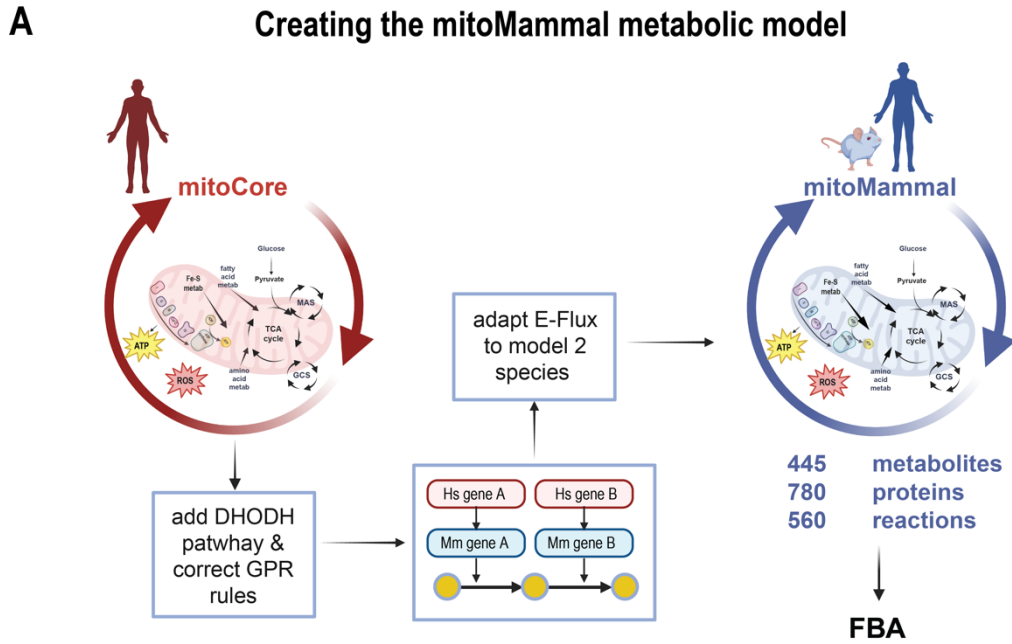 A
Creating the mitoMammal metabolic model
mitoCore
Glucose
Pyruvate
fatty
acid
metab
Fe-S
metab
MAS
TCA
cycle
ATP
ROS
amino
acid
metab
GCS
add DHODH
patwhay &
correct GPR
rules
Hs gene A
Hs gene B
Mm gene A
Mm gene B
adapt E-Flux
to model 2
species
mitoMammal
Glucose
Pyruvate
fatty
acid
metab
Fe-S
metab
MAS
TCA
cycle
ATP
ROS
amino
acid
metab
GCS
445 metabolites
780 proteins
560 reactions
FBA